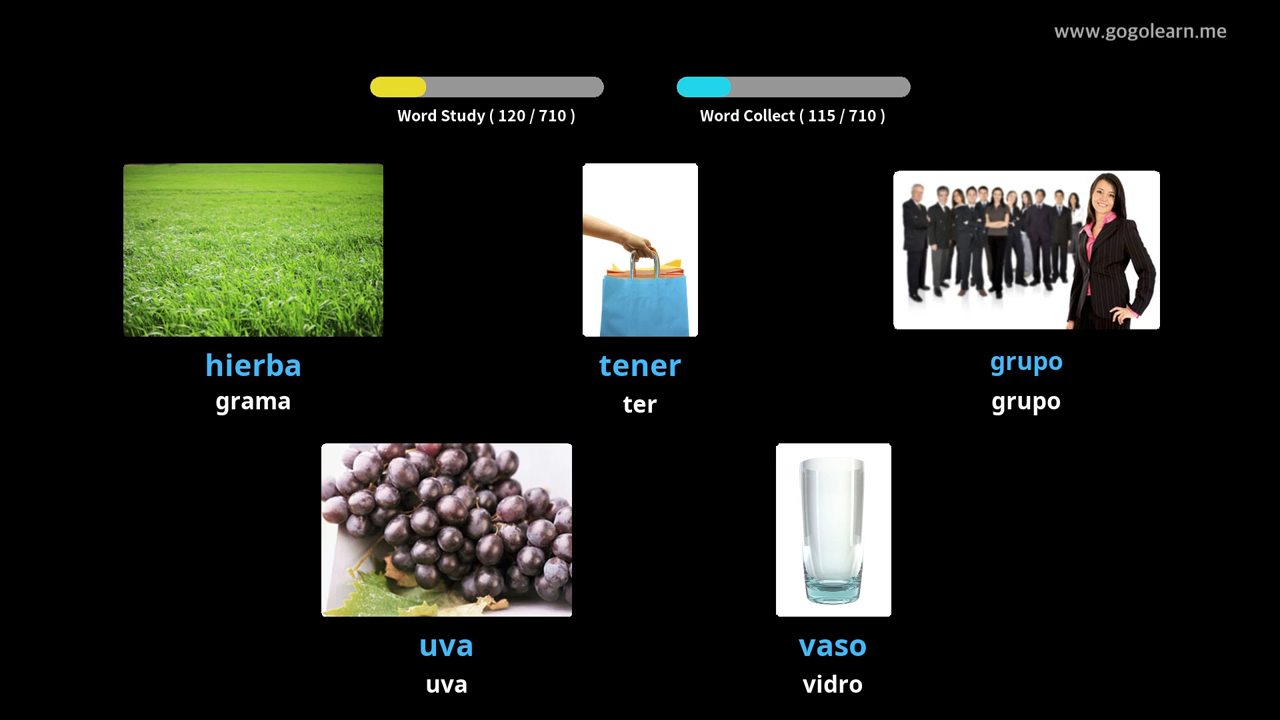 www.gogolearn.me
Word Study ( 120 / 710 )
Word Collect ( 115 / 710 )
hierba
grama
tener
ter
grupo
grupo
uva
uva
vaso
vidro